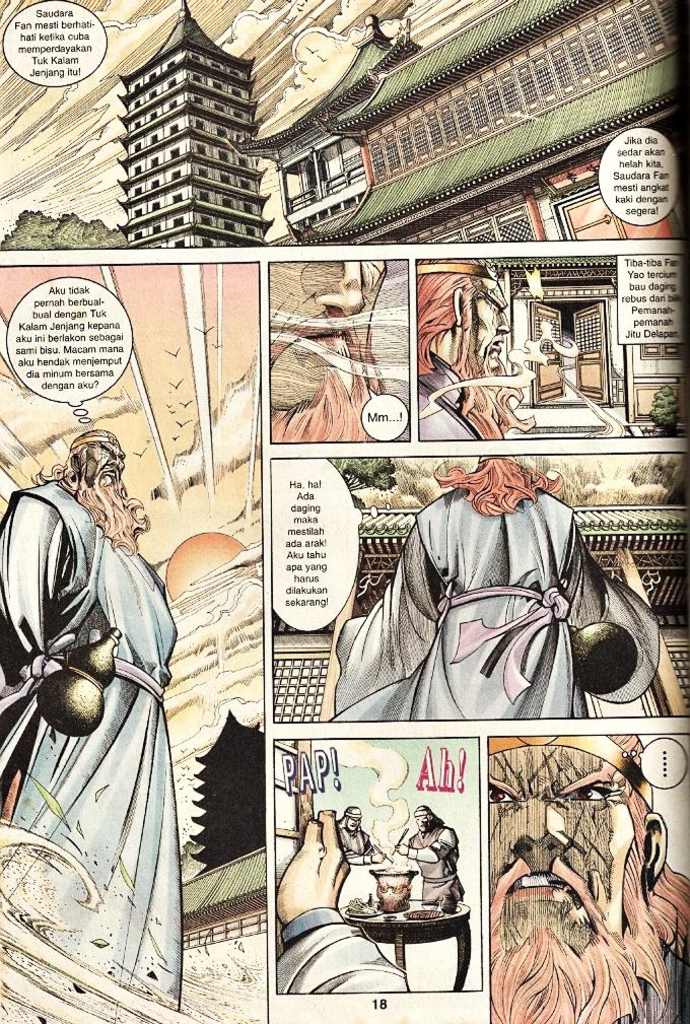 Saudara
Fan mesti berhati-
hati ketika cuba
memperdayakan
Tuk Kalam
Jenjang itu!
Jika dia
sedar akan
helah kita,
Saudara Fan
mesti angkat
kaki dengan
segera!
Aku tidak
pernah berbual-
bual dengan Tuk
Kalam Jenjang kepana
aku ini berlakon sebagai
sami bisu. Macam mana
aku hendak menjemput
dia minum bersama
dengan aku?
Mm...!
Tiba-tiba Fan
Yao tercium
bau daging
rebus dari bilik
Pemanah-
pemanah
Jitu Delapan.
Ha, ha!
Ada
daging
maka
mestilah
ada arak!
Aku tahu
apa yang
harus
dilakukan
sekarang!
PAP!
Ah!
.....
18